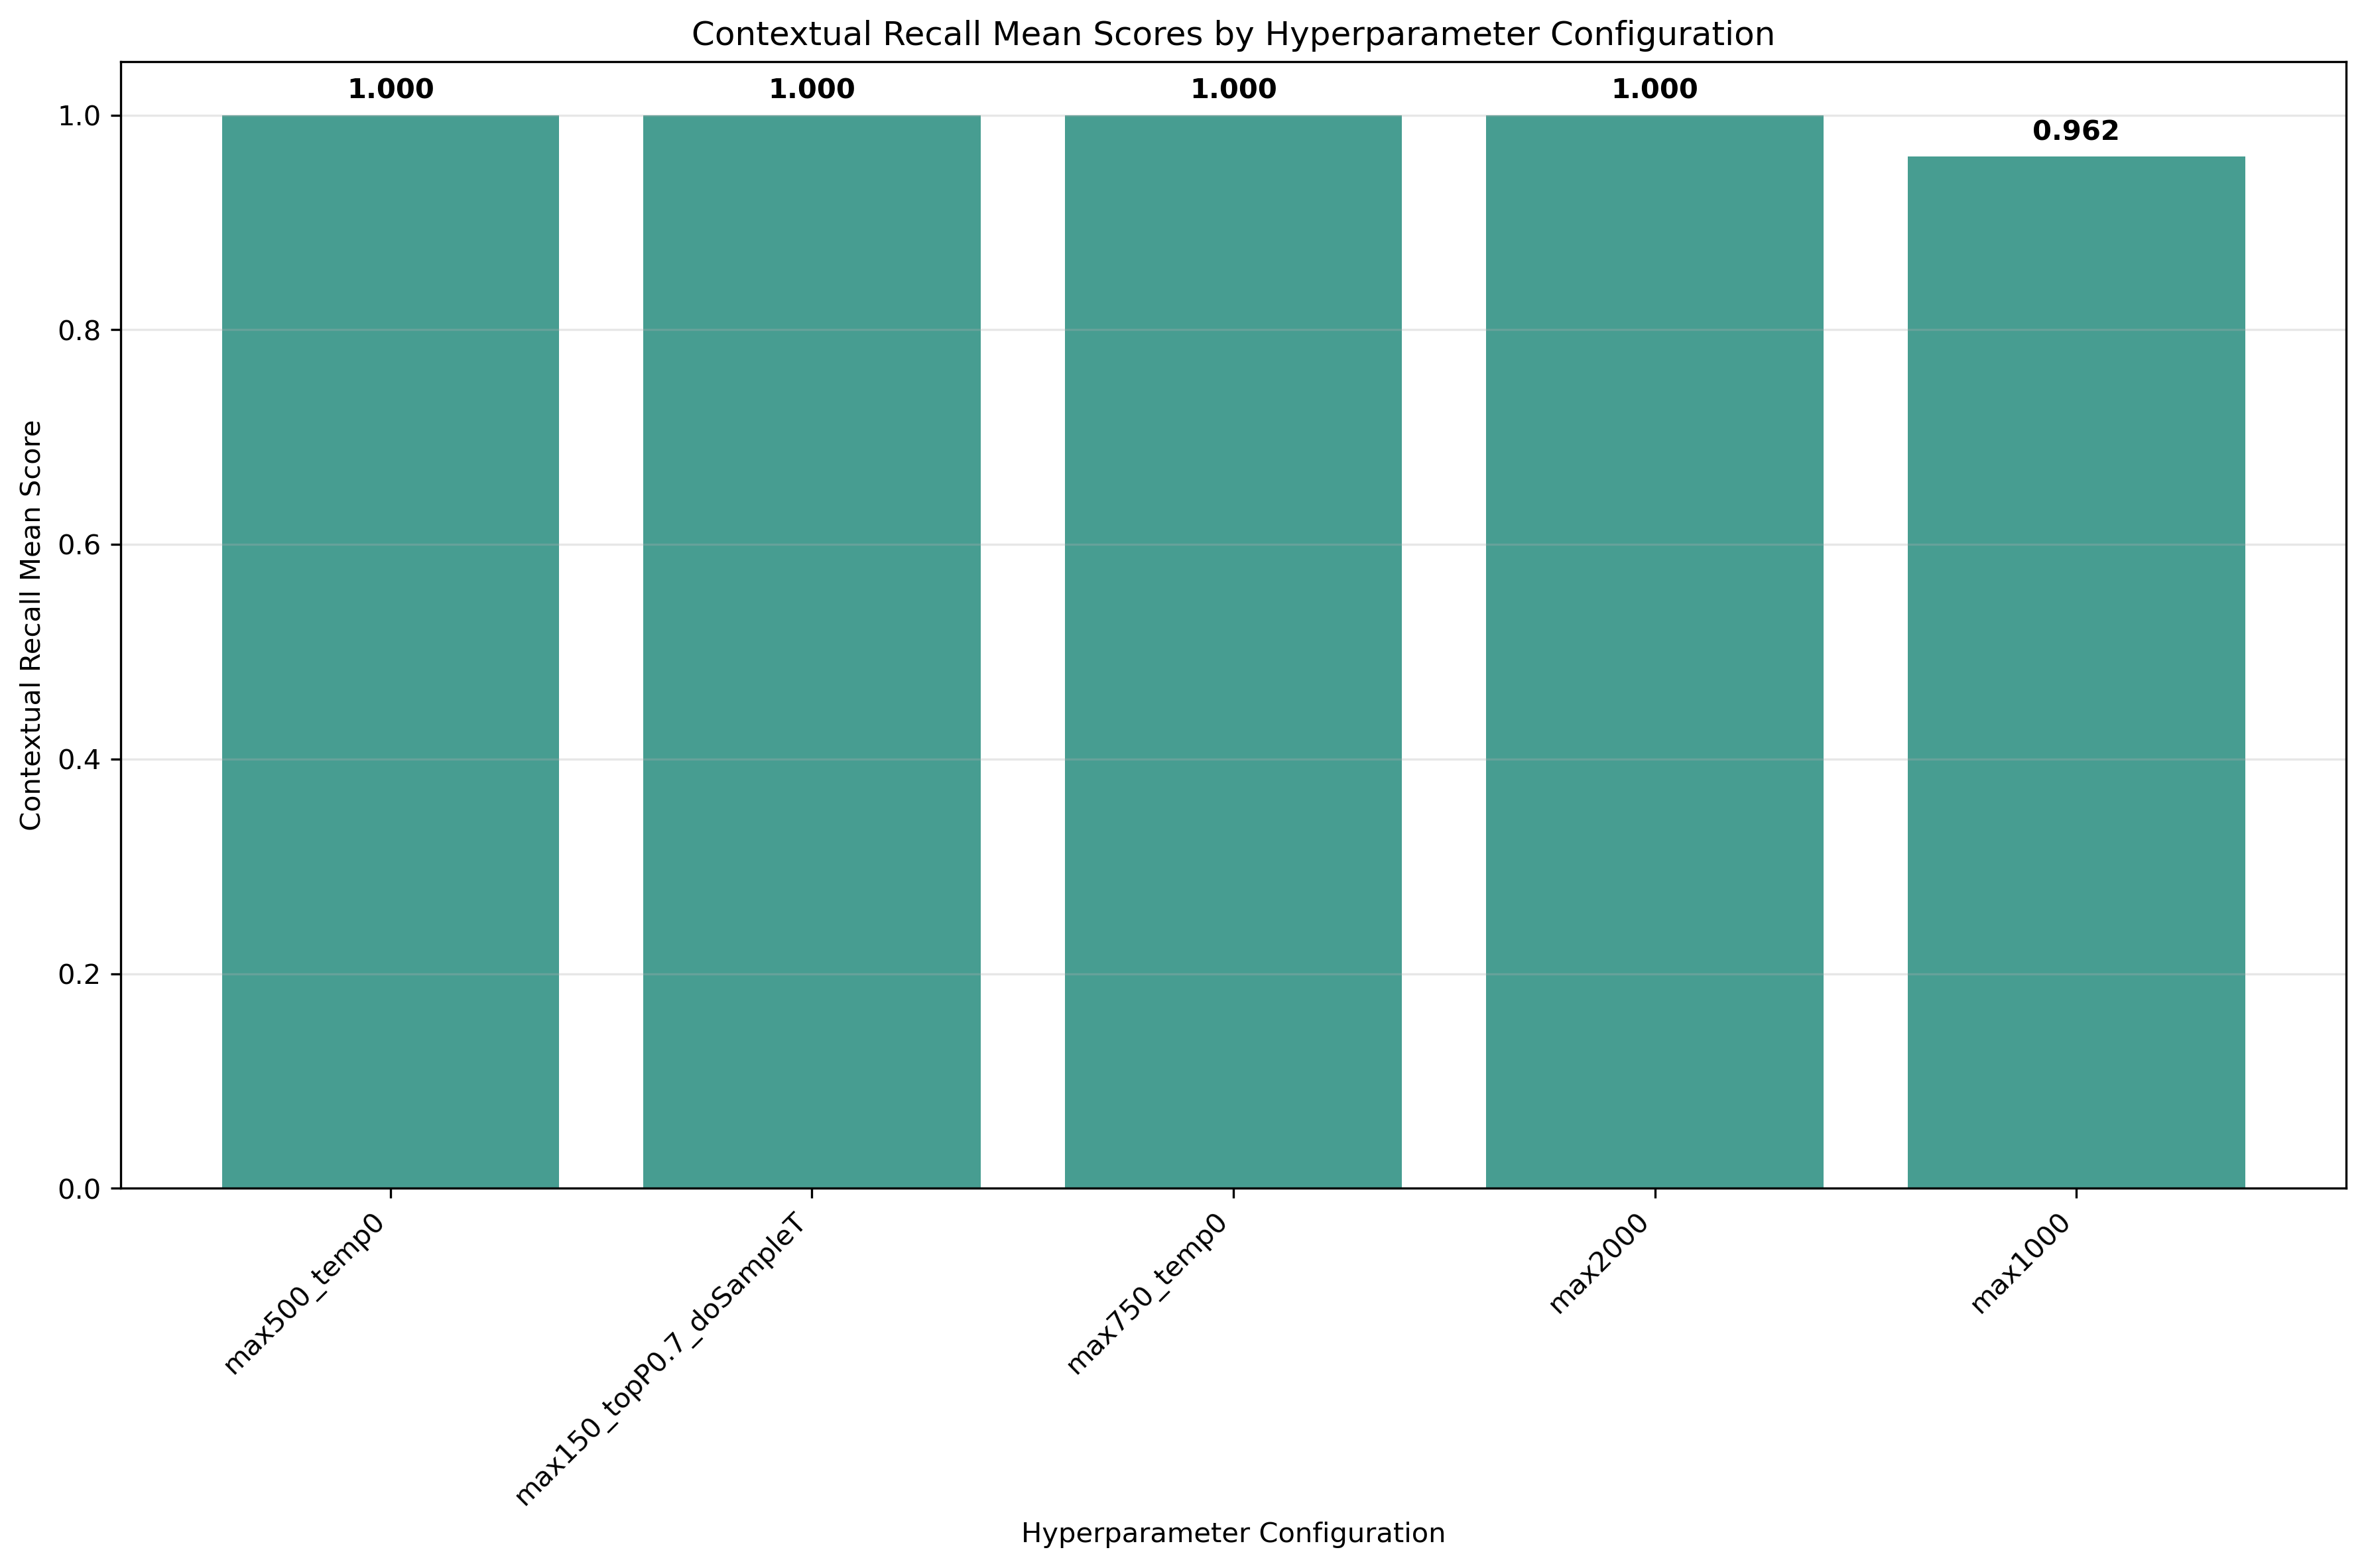 Contextual Recall Mean Scores by Hyperparameter Configuration
1.000
1.000
1.000
1.000
0.962
1.0
0.8
0.6
0.4
0.2
0.0
Contextual Recall Mean Score
max500_temp0
max150_topP0.7_doSampleT
max750_temp0
max2000
max1000
Hyperparameter Configuration